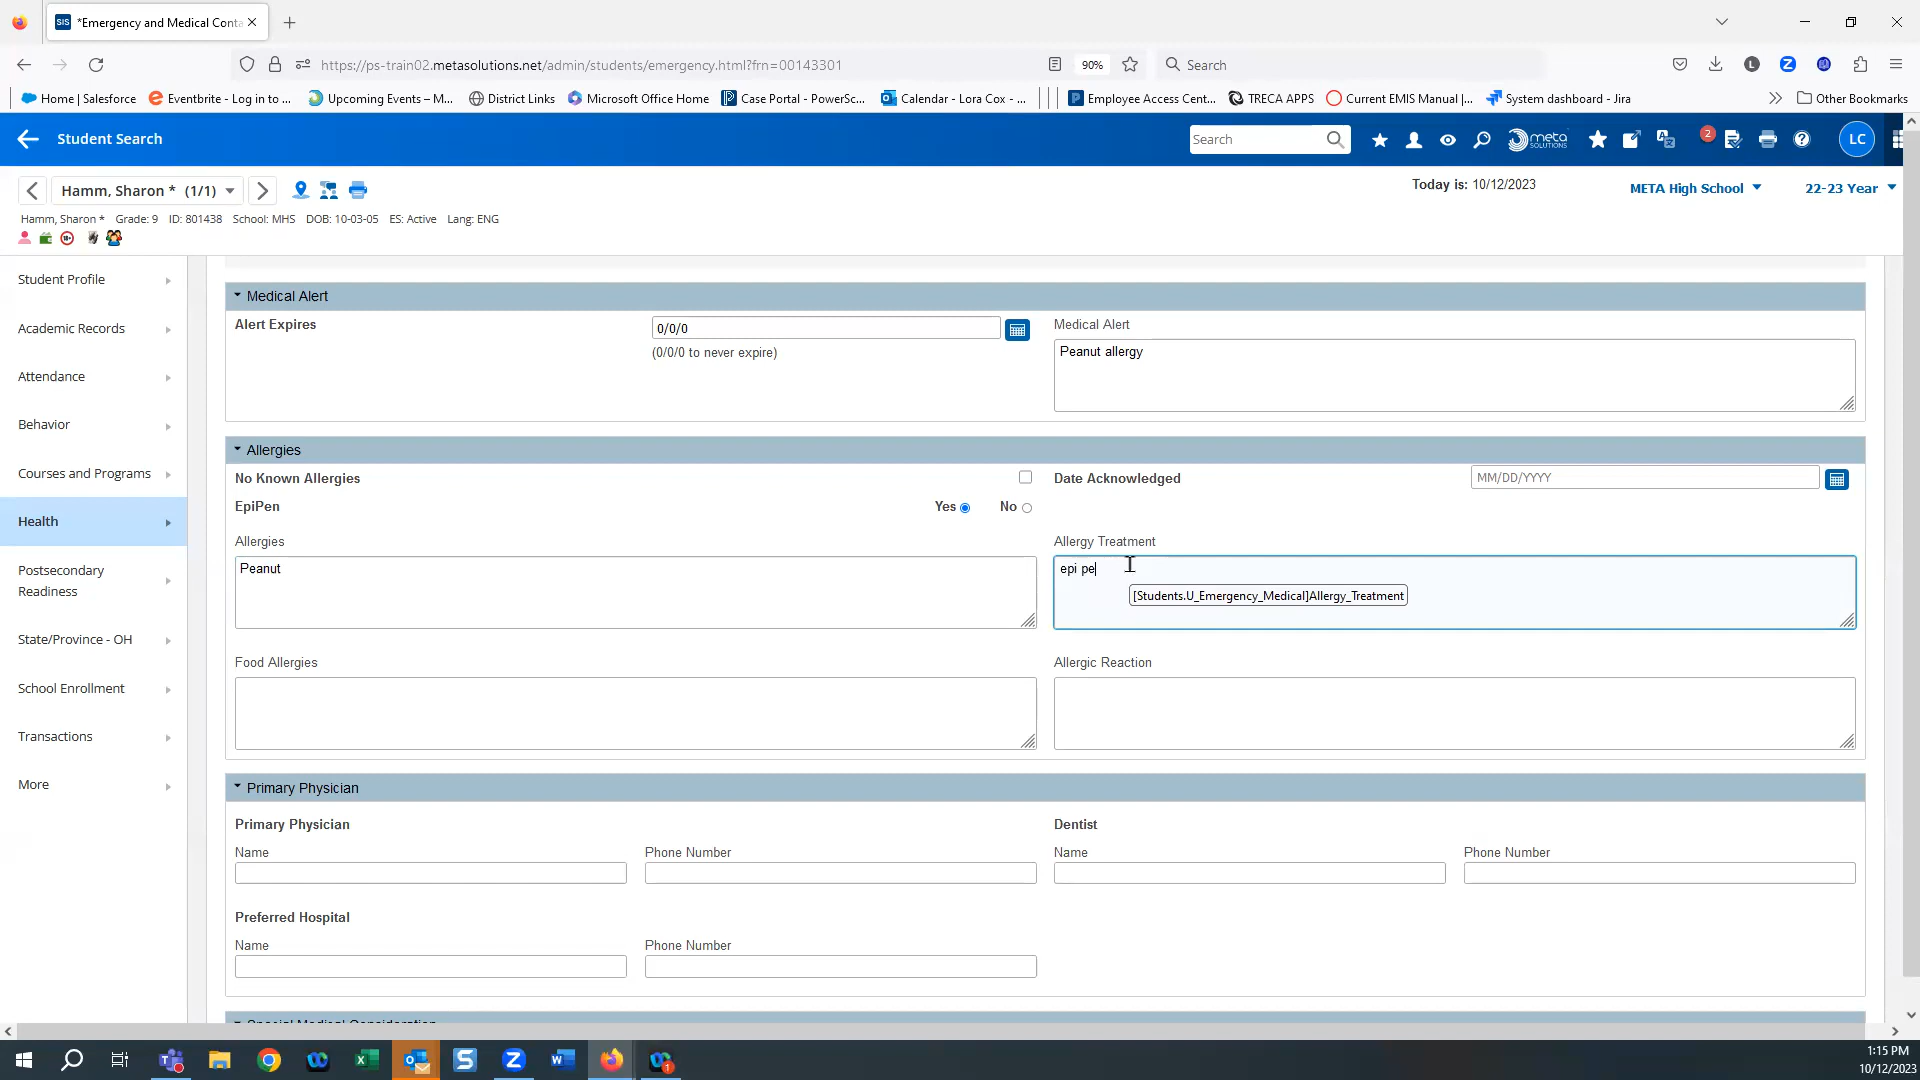 SIS *Emergency and Medical Conta
https://ps-train02.metasolutions.net/admin/students/emergency.html?frn=00143301
90%
Search
L
Z
Home | Salesforce
Eventbrite - Log in to ...
Upcoming Events – M...
District Links
Microsoft Office Home
Case Portal - PowerSc...
Calendar - Lora Cox - ...
Employee Access Cent...
TRECA APPS
Current EMIS Manual |...
System dashboard - Jira
Other Bookmarks
Student Search
Search
meta
SOLUTIONS
2
LC
Hamm, Sharon * (1/1)
Today is: 10/12/2023
META High School
22-23 Year
Hamm, Sharon * Grade: 9 ID: 801438 School: MHS DOB: 10-03-05 ES: Active Lang: ENG
Student Profile
Academic Records
Attendance
Behavior
Courses and Programs
Health
Postsecondary
Readiness
State/Province - OH
School Enrollment
Transactions
More
Medical Alert
Alert Expires
0/0/0
(0/0/0 to never expire)
Medical Alert
Peanut allergy
Allergies
No Known Allergies
Date Acknowledged
MM/DD/YYYY
EpiPen
Yes
No
Allergies
Allergy Treatment
Peanut
epi pe
[Students.U_Emergency_Medical]Allergy_Treatment
Food Allergies
Allergic Reaction
Primary Physician
Primary Physician
Dentist
Name
Phone Number
Name
Phone Number
Preferred Hospital
Name
Phone Number
Special Medical Consideration
1:15 PM
10/12/2023